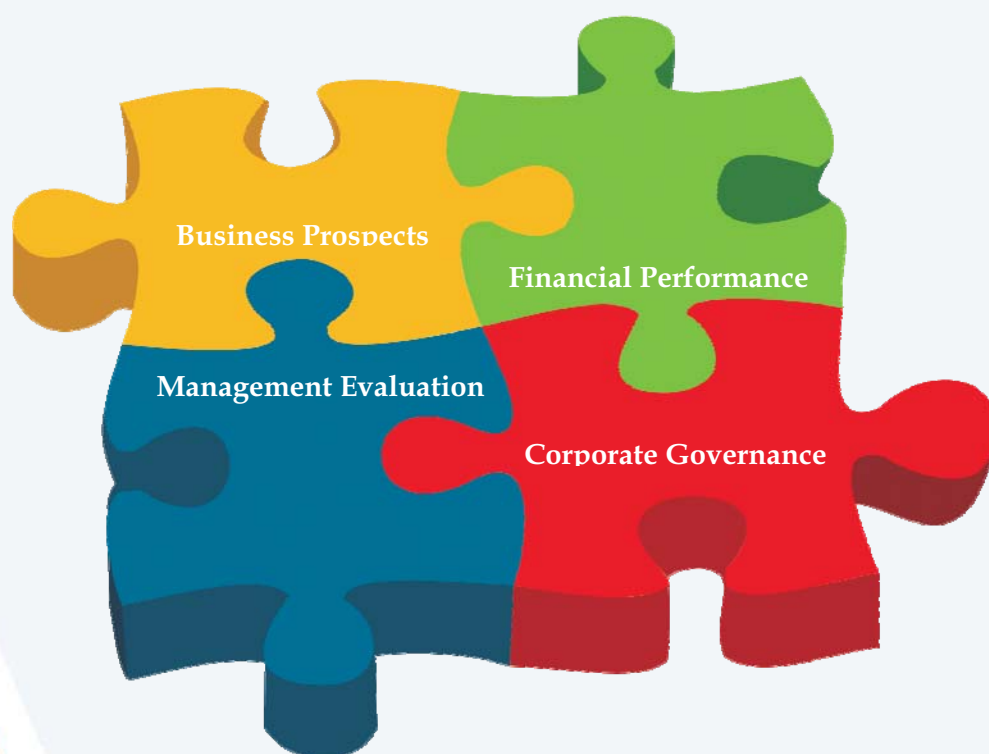 Business Prospects
Financial Performance
Management Evaluation
Corporate Governance